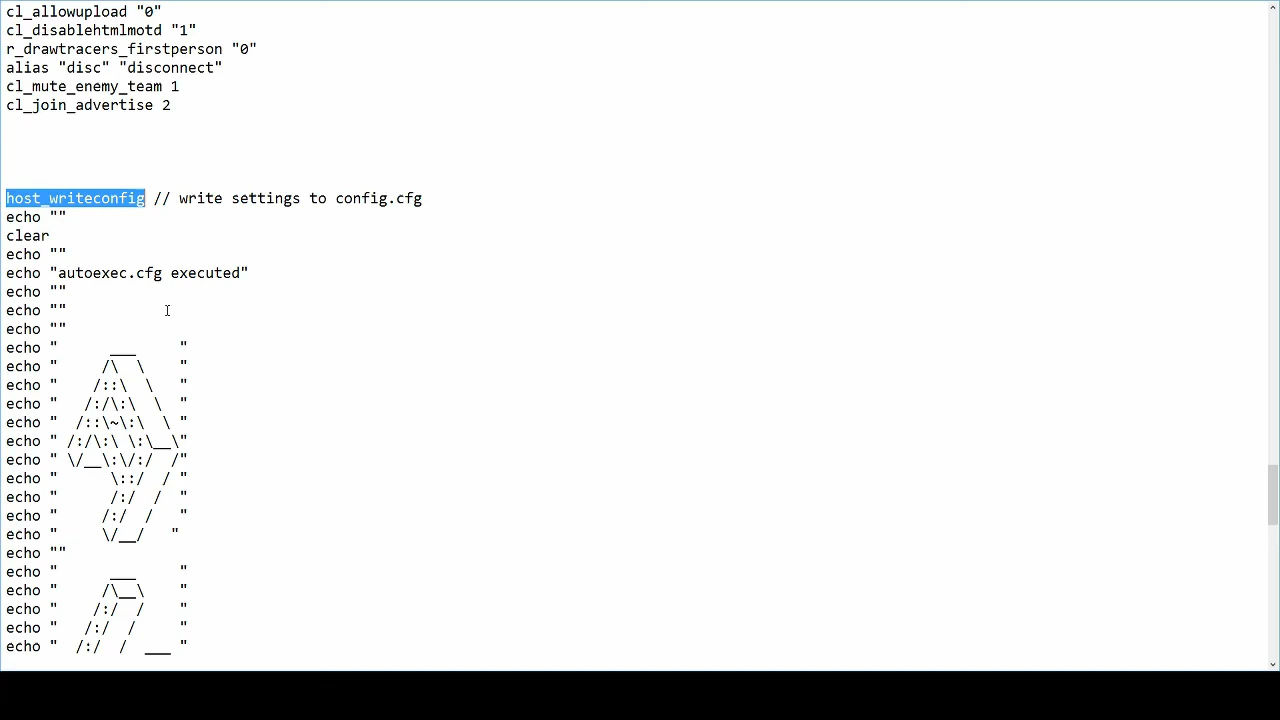 cl_allowupload "0"
cl_disablehtmlmotd "1"
r_drawtracers_firstperson "0"
alias "disc" "disconnect"
cl_mute_enemy_team 1
cl_join_advertise 2
host_writeconfig // write settings to config.cfg
echo ""
clear
echo ""
echo "autoexec.cfg executed"
echo ""
echo ""
echo ""
echo "      ___     "
echo "     /\  \    "
echo "    /::\  \   "
echo "   /:/\:\  \  "
echo "  /::\~\:\  \ "
echo " /:/\:\ \:\__\"
echo " \/__\:\/:/  /"
echo "      \::/  / "
echo "      /:/  /  "
echo "     /:/  /   "
echo "     \/__/   "
echo ""
echo "      ___     "
echo "     /\__\    "
echo "    /:/  /    "
echo "   /:/  /     "
echo "  /:/  /  ___ "